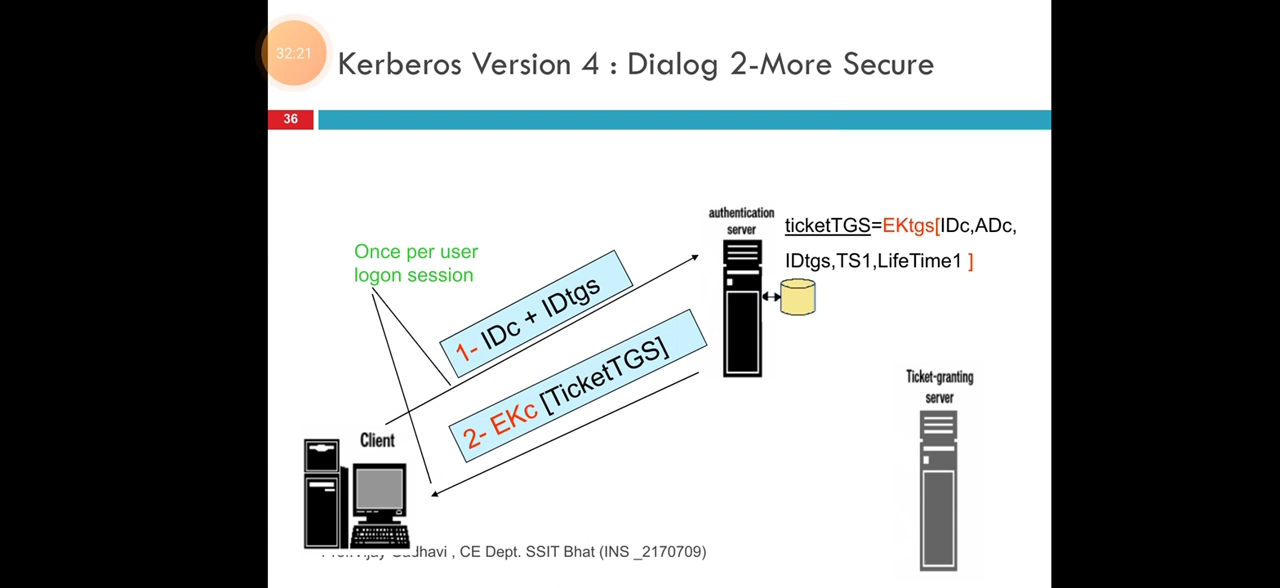 32:21
Kerberos Version 4 : Dialog 2-More Secure
36
authentication
server
ticketTGS=EKtgs[IDc,ADc,
IDtgs,TS1,LifeTime1 ]
Once per user
logon session
1- IDc + IDtgs
2- EKc [TicketTGS]
Ticket-granting
server
Client
, CE Dept. SSIT Bhat (INS _2170709)